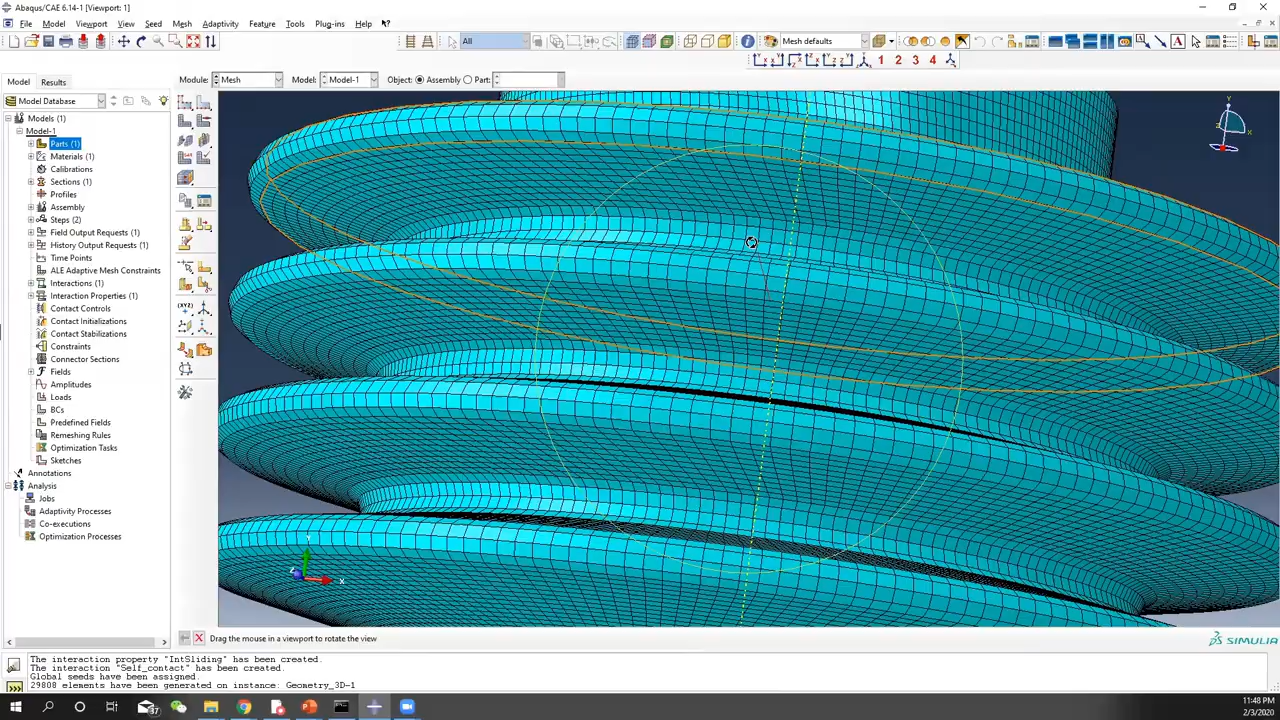 Abaqus/CAE 6.14-1 [Viewport: 1]
File Model Viewport View Seed Mesh Adaptivity Feature Tools Plug-ins Help
All
Mesh defaults
1 2 3 4
Model Results
Module: Mesh Model: Model-1 Object: Assembly Part:
Model Database
Models (1)
Model-1
Parts (1)
Materials (1)
Calibrations
Sections (1)
Profiles
Assembly
Steps (2)
Field Output Requests (1)
History Output Requests (1)
Time Points
ALE Adaptive Mesh Constraints
Interactions (1)
Interaction Properties (1)
Contact Controls
Contact Initializations
Contact Stabilizations
Constraints
Connector Sections
Fields
Amplitudes
Loads
BCs
Predefined Fields
Remeshing Rules
Optimization Tasks
Sketches
Annotations
Analysis
Jobs
Adaptivity Processes
Co-executions
Optimization Processes
Y
X
Z
Y
Z
X
Drag the mouse in a viewport to rotate the view
SIMULIA
The interaction property "IntSliding" has been created.
The interaction "Self_contact" has been created.
Global seeds have been assigned.
29808 elements have been generated on instance: Geometry_3D-1
37
11:48 PM
2/3/2020